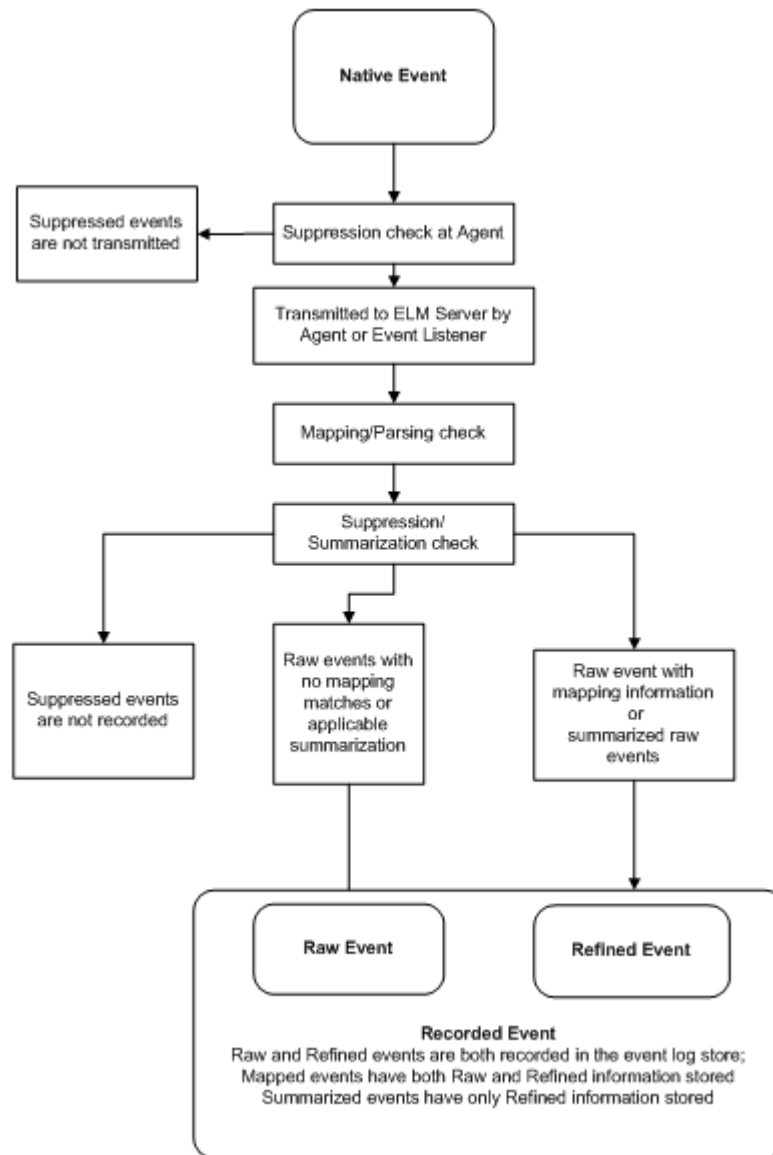 Native Event
Suppressed events
are not transmitted
Suppression check at Agent
Transmitted to ELM Server by
Agent or Event Listener
Mapping/Parsing check
Suppression/
Summarization check
Suppressed events
are not recorded
Raw events with
no mapping
matches or
applicable
summarization
Raw event with
mapping information
or
summarized raw
events
Raw Event
Refined Event
Recorded Event
Raw and Refined events are both recorded in the event log store;
Mapped events have both Raw and Refined information stored
Summarized events have only Refined information stored